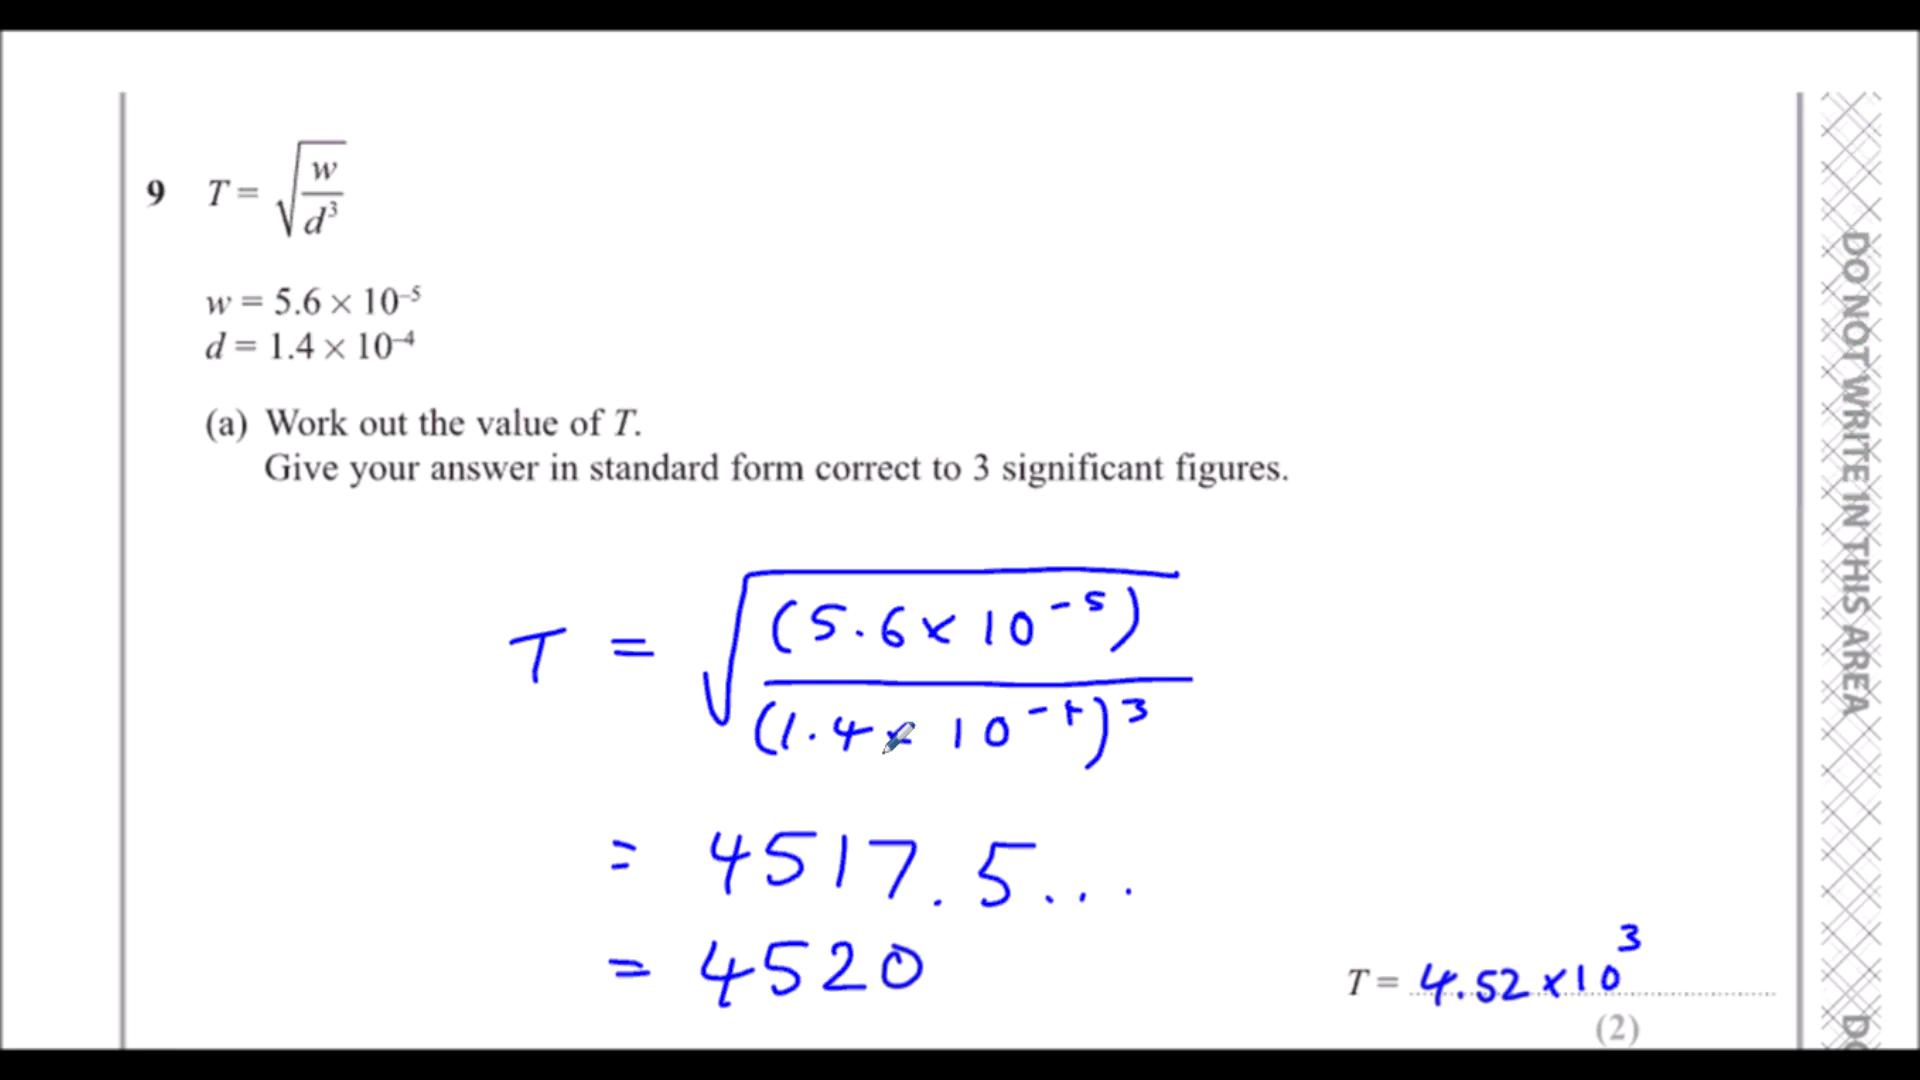 9 T = √(w/d³)
w = 5.6 × 10⁻⁵
d = 1.4 × 10⁻⁴
(a) Work out the value of T.
Give your answer in standard form correct to 3 significant figures.
T = √((5.6 × 10⁻⁵)/(1.4 × 10⁻⁴)³)
= 4517.5...
= 4520
T = 4.52 × 10³
(2)
DO NOT WRITE IN THIS AREA
DO